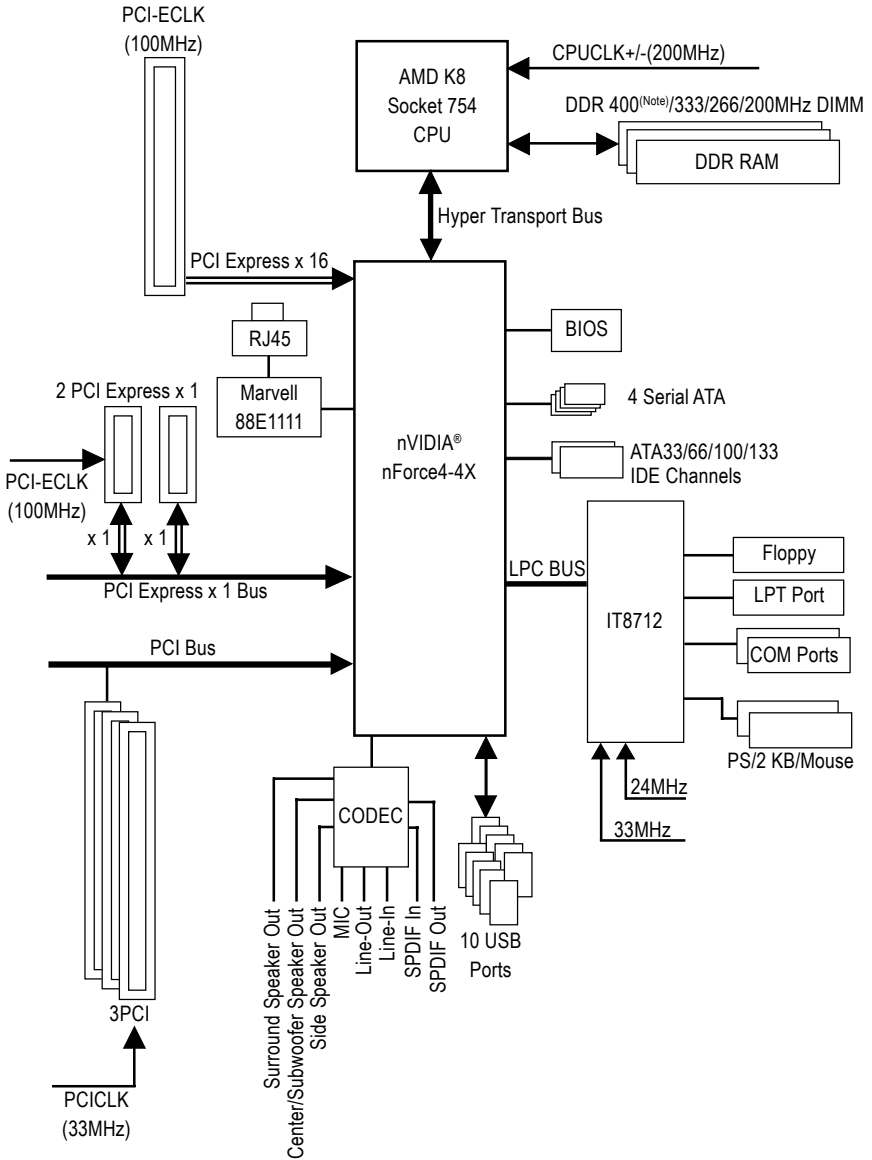 PCI-ECLK
(100MHz)
AMD K8
Socket 754
CPU
CPUCLK+/-(200MHz)
DDR 400(Note)/333/266/200MHz DIMM
DDR RAM
Hyper Transport Bus
PCI Express x 16
RJ45
Marvell
88E1111
2 PCI Express x 1
PCI-ECLK
(100MHz)
x 1
x 1
PCI Express x 1 Bus
PCI Bus
nVIDIA®
nForce4-4X
BIOS
4 Serial ATA
ATA33/66/100/133
IDE Channels
LPC BUS
IT8712
Floppy
LPT Port
COM Ports
PS/2 KB/Mouse
24MHz
33MHz
CODEC
Surround Speaker Out
Center/Subwoofer Speaker Out
Side Speaker Out
MIC
Line-Out
Line-In
SPDIF In
SPDIF Out
10 USB
Ports
3PCI
PCICLK
(33MHz)